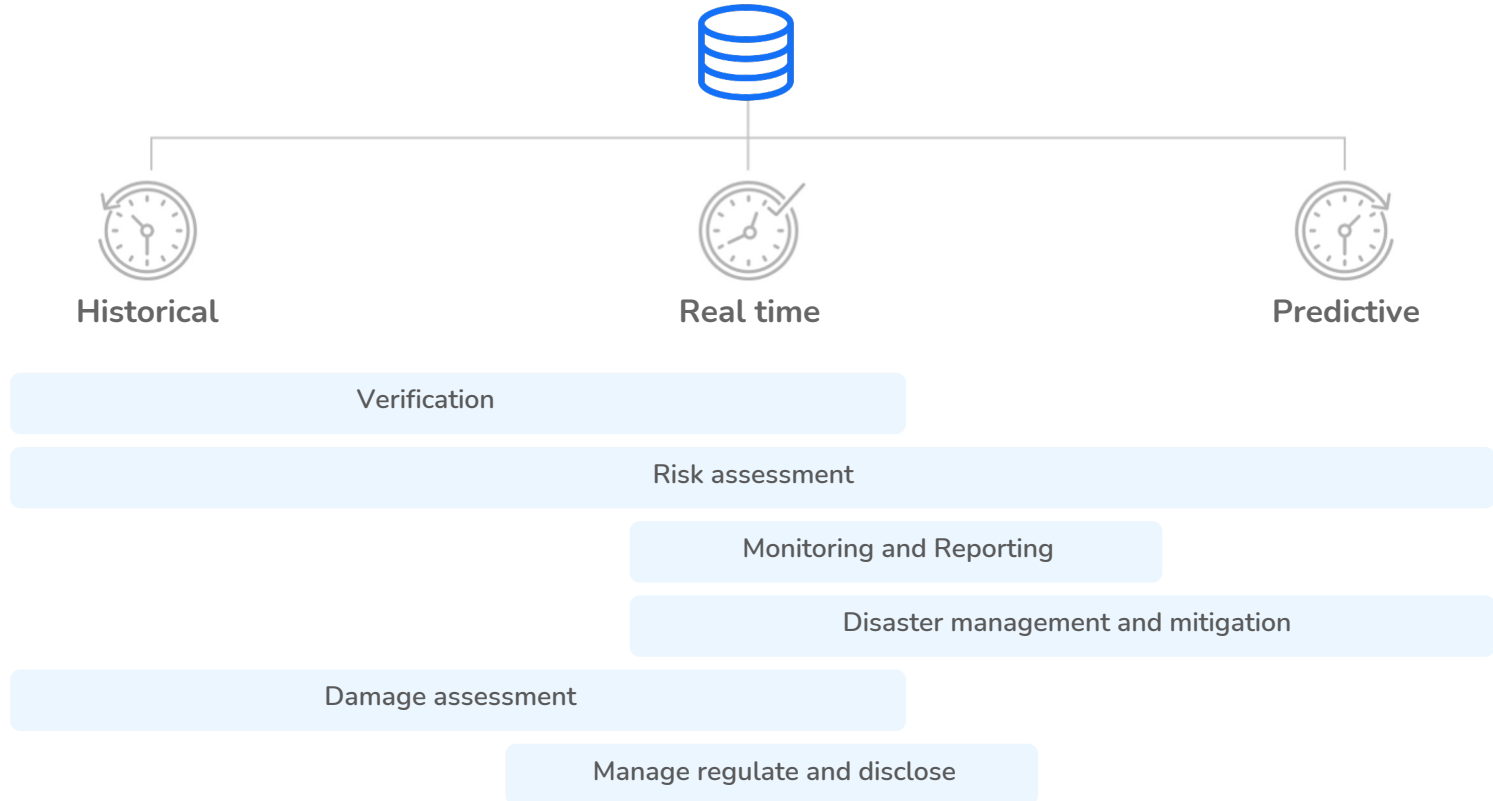 Historical
Real time
Predictive
Verification
Risk assessment
Monitoring and Reporting
Disaster management and mitigation
Damage assessment
Manage regulate and disclose